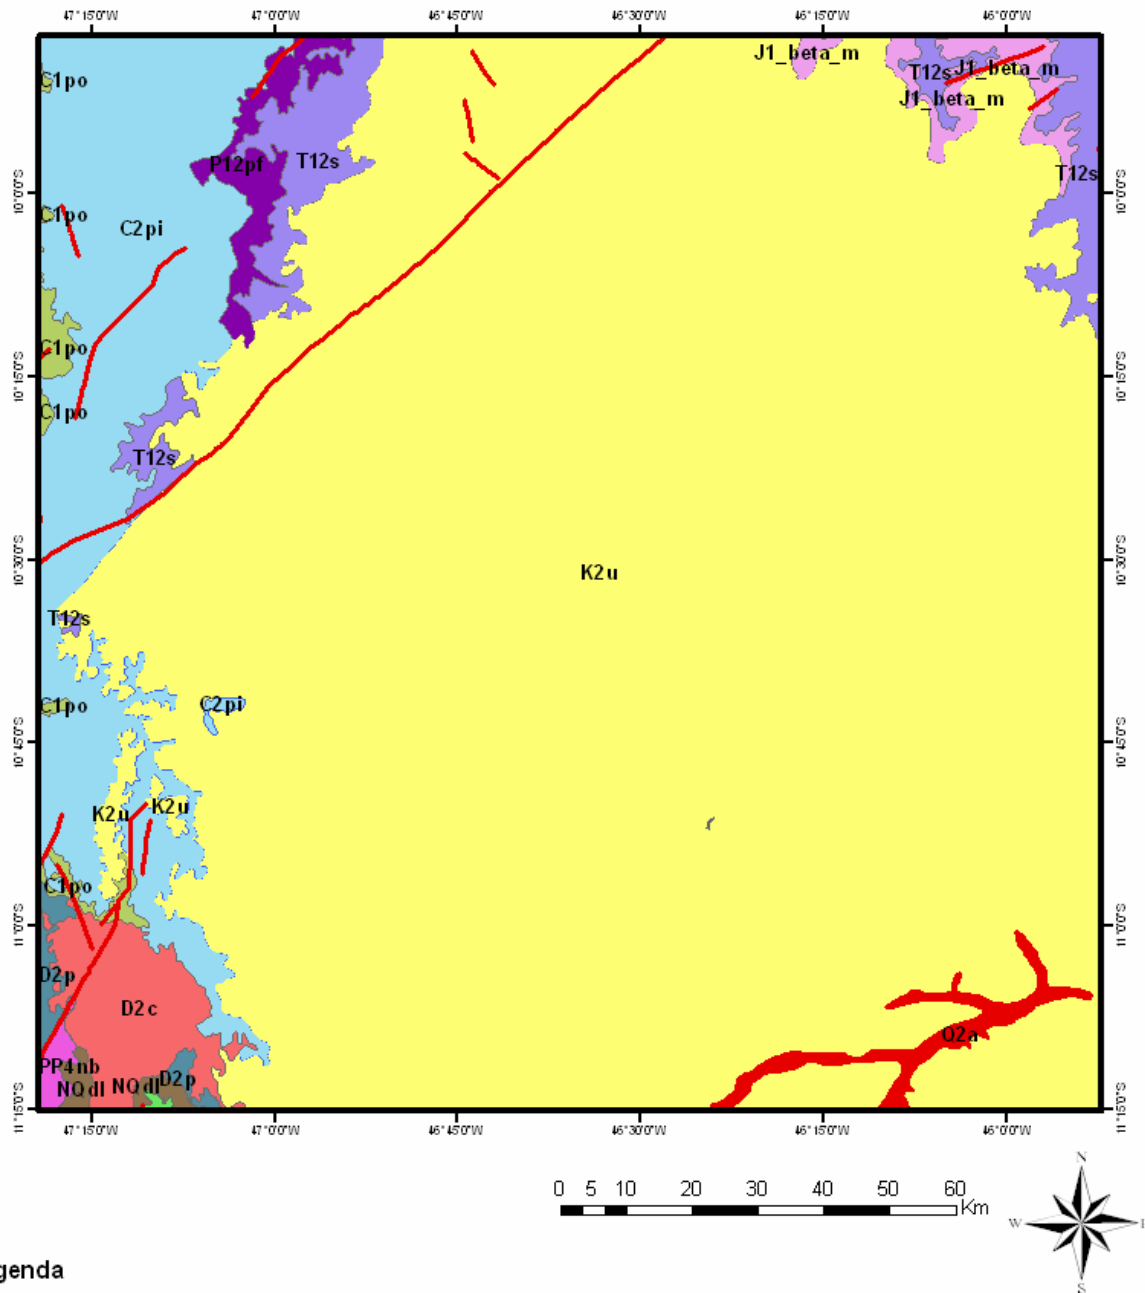 47°15'0"W 47°0'0"W 46°45'0"W 46°30'0"W 46°15'0"W 46°0'0"W
J1_beta_m
T12s
J1_beta_m
C1po
J1_beta_m
P12pf
T12s
T12s
10°0'0"S
10°0'0"S
C1po
C2pi
C1po
10°15'0"S
10°15'0"S
C1po
T12s
10°30'0"S
10°30'0"S
K2u
T12s
C1po
C2pi
10°45'0"S
10°45'0"S
K2u
K2u
C1po
11°0'0"S
11°0'0"S
D2p
D2c
Q2a
PP4nb
NQdl
NQdl
D2p
11°15'0"S
11°15'0"S
47°15'0"W 47°0'0"W 46°45'0"W 46°30'0"W 46°15'0"W 46°0'0"W
0 5 10 20 30 40 50 60
Km
N
W
E
S
genda